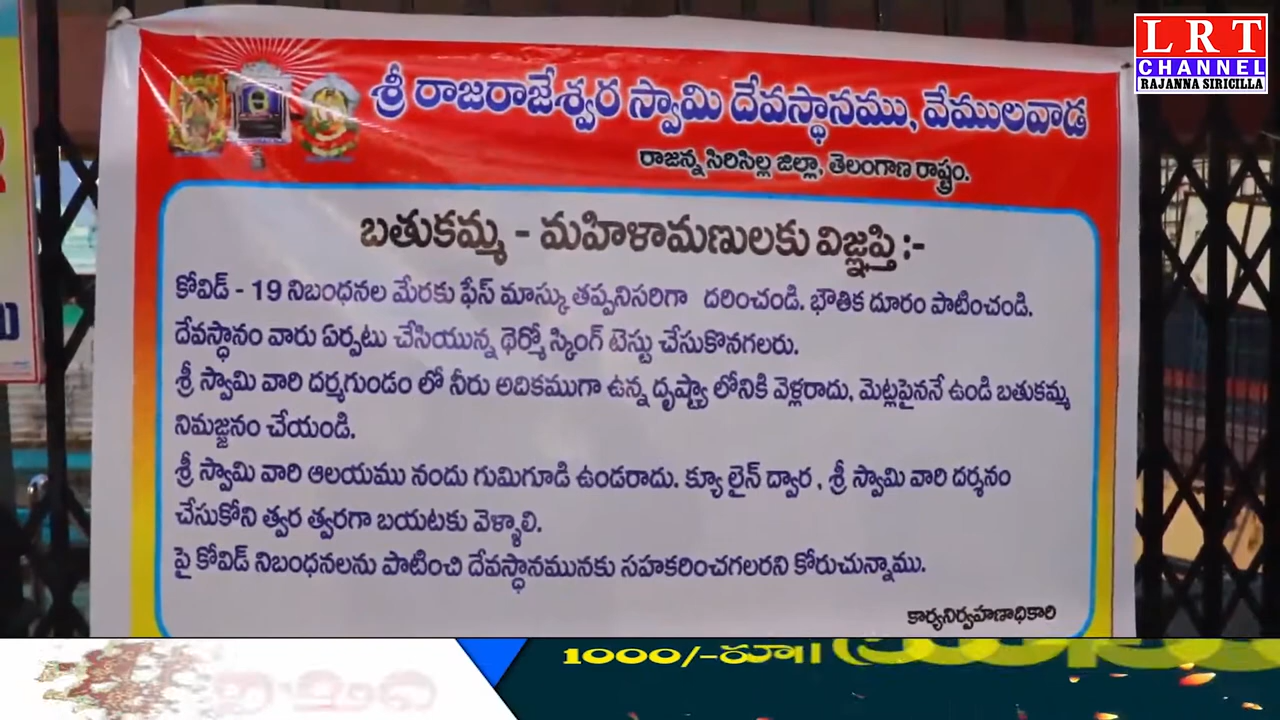 శ్రీ రాజరాజేశ్వర స్వామి దేవస్థానము, వేములవాడ
రాజన్న సిరిసిల్ల జిల్లా, తెలంగాణ రాష్ట్రం.
బతుకమ్మ - మహిళామణులకు విజ్ఞప్తి :-
కోవిడ్ - 19 నిబంధనల మేరకు ఫేస్ మాస్కు తప్పనిసరిగా దరించండి. భౌతిక దూరం పాటించండి.
దేవస్థానం వారు ఏర్పటు చేసియున్న థెర్మో స్కింగ్ టెస్టు చేసుకొనగలరు.
శ్రీ స్వామి వారి దర్మగుండం లో నీరు అదికముగా ఉన్న దృష్ట్యా లోనికి వెళ్లరాదు, మెట్లపైననే ఉండి బతుకమ్మ
నిమజ్జనం చేయండి.
శ్రీ స్వామి వారి ఆలయము నందు గుమిగూడి ఉండరాదు. క్యూ లైన్ ద్వార , శ్రీ స్వామి వారి దర్శనం
చేసుకోని త్వర త్వరగా బయటకు వెళ్ళాలి.
పై కోవిడ్ నిబంధనలను పాటించి దేవస్థానమునకు సహకరించగలరని కోరుచున్నాము.
కార్యనిర్వహణాధికారి
LRT
CHANNEL
RAJANNA SIRICILLA
1000/-రూ॥